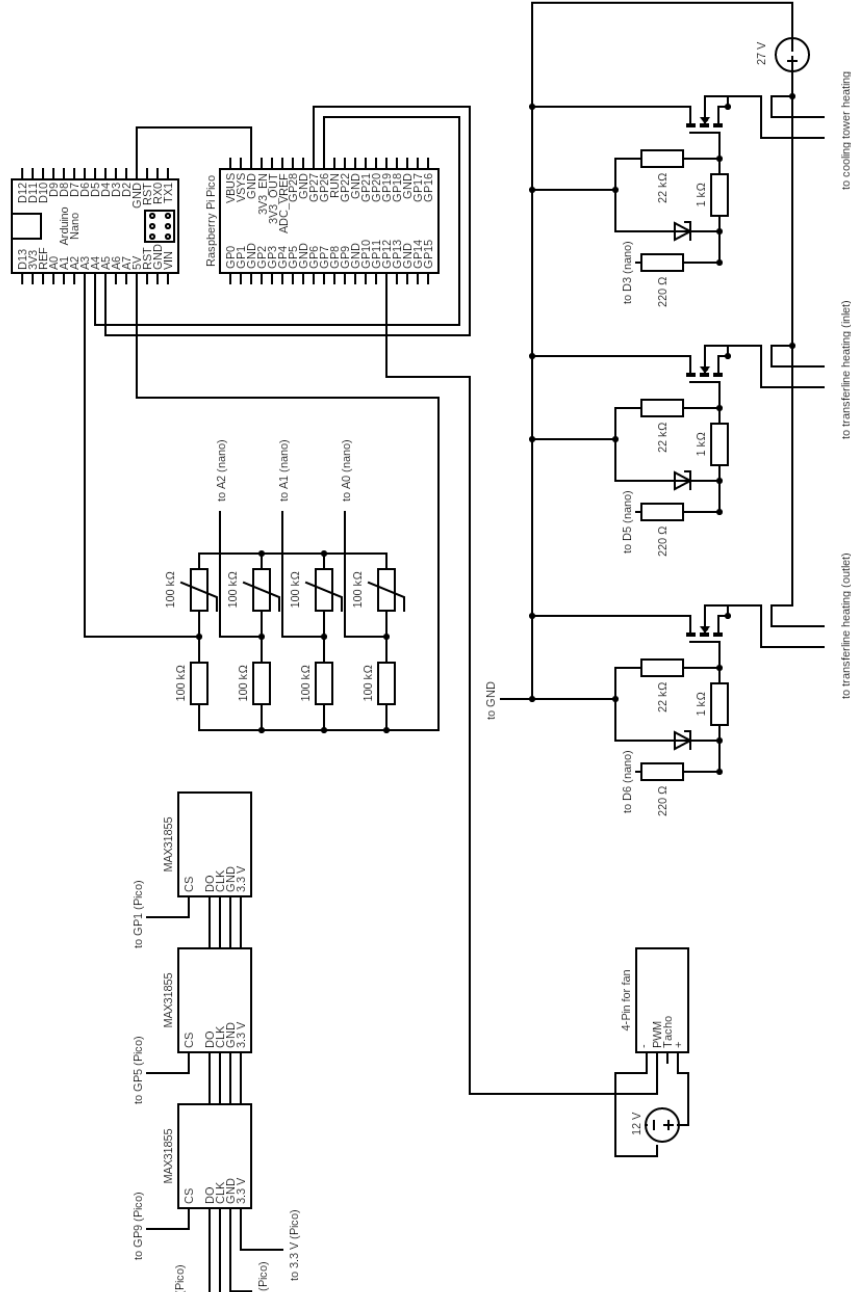 D12
D11
D10
D9
D8
D7
D6
D5
D4
D3
D2
GND
RST
RX0
TX1
Arduino
Nano
D13
3V3
REF
A0
A1
A2
A3
A4
A5
A6
A7
5V
RST
GND
VIN
Raspberry Pi Pico
VBUS
VSYS
GND
3V3_EN
3V3_OUT
ADC_VREF
GP28
GND
GP27
GP26
RUN
GP22
GND
GP21
GP20
GP19
GP18
GND
GP17
GP16
GP0
GP1
GND
GP2
GP3
GP4
GP5
GND
GP6
GP7
GP8
GP9
GND
GP10
GP11
GP12
GP13
GND
GP14
GP15
27 V
to cooling tower heating
22 kΩ
1 kΩ
to D3 (nano)
220 Ω
to transferline heating (inlet)
22 kΩ
1 kΩ
to D5 (nano)
220 Ω
to transferline heating (outlet)
22 kΩ
1 kΩ
to D6 (nano)
220 Ω
to GND
to A2 (nano)
to A1 (nano)
to A0 (nano)
100 kΩ
100 kΩ
100 kΩ
100 kΩ
100 kΩ
100 kΩ
100 kΩ
100 kΩ
MAX31855
CS
DO
CLK
GND
3.3 V
to GP1 (Pico)
MAX31855
CS
DO
CLK
GND
3.3 V
to GP5 (Pico)
MAX31855
CS
DO
CLK
GND
3.3 V
to GP9 (Pico)
to 3.3 V (Pico)
(Pico)
(Pico)
4-Pin for fan
-
PWM
Tacho
+
12 V